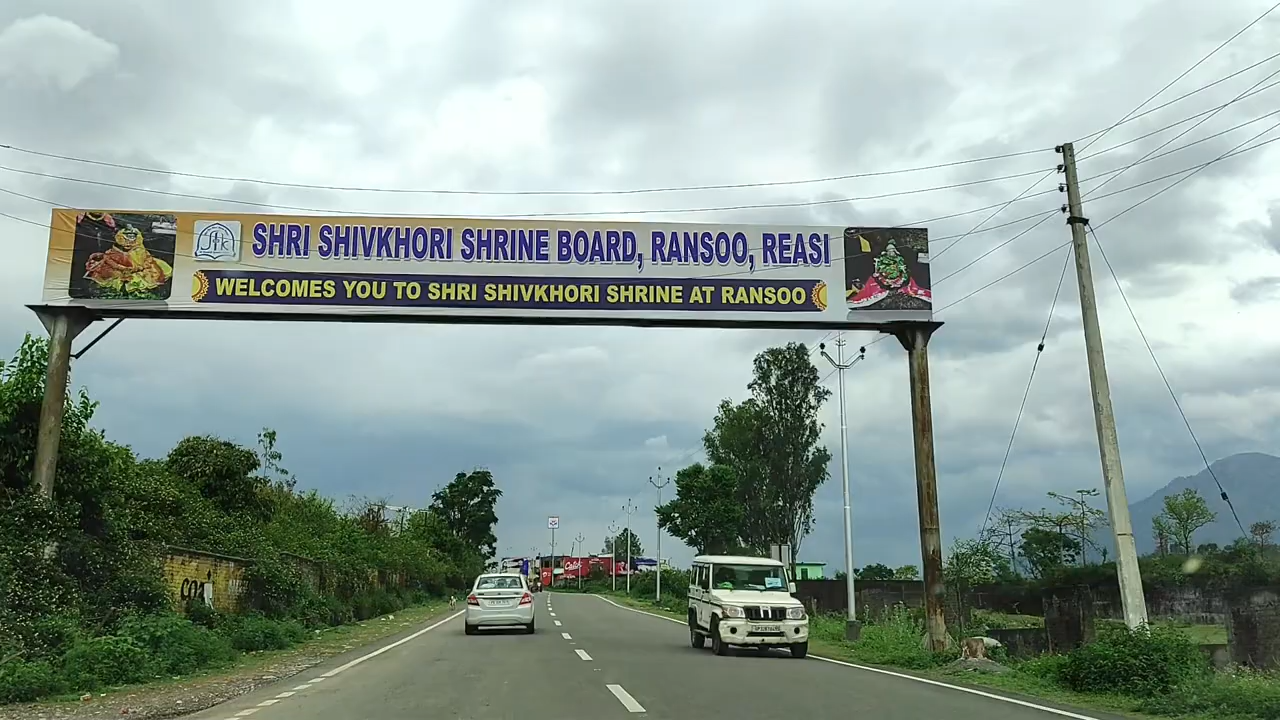 SHRI SHIVKHORI SHRINE BOARD, RANSOO, REASI
WELCOMES YOU TO SHRI SHIVKHORI SHRINE AT RANSOO